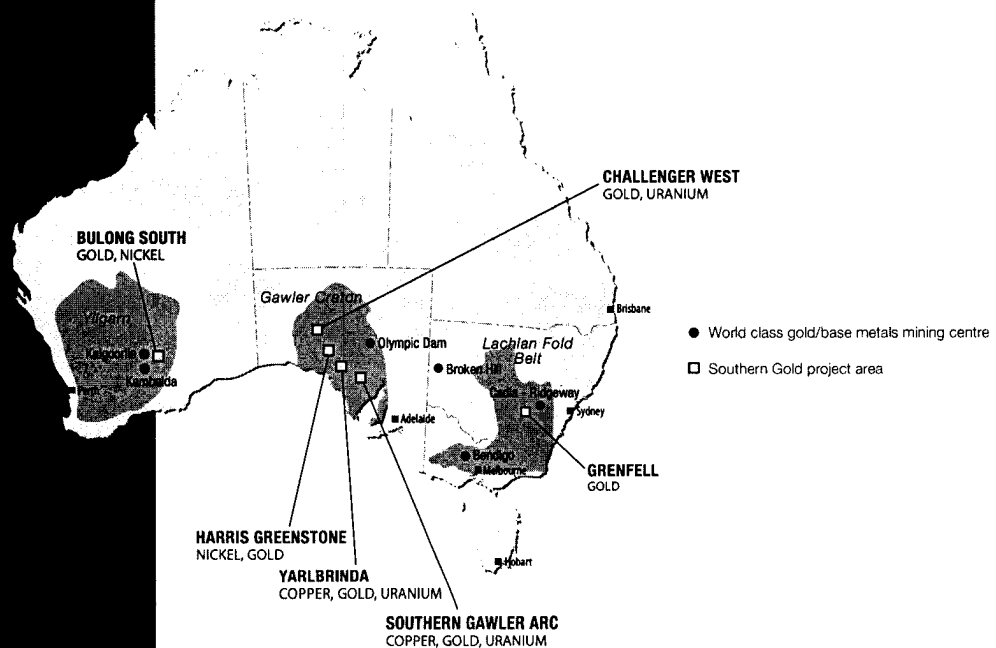 CHALLENGER WEST
GOLD, URANIUM
BULONG SOUTH
GOLD, NICKEL
Gawler Craton
Yilgarn
Brisbane
World class gold/base metals mining centre
Olympic Dam
Lachlan Fold
Belt
Kalgoorlie
Broken Hill
Southern Gold project area
Kambalda
Perth
Cadia - Ridgeway
Sydney
Adelaide
Bendigo
Melbourne
GRENFELL
GOLD
HARRIS GREENSTONE
NICKEL, GOLD
Hobart
YARLBRINDA
COPPER, GOLD, URANIUM
SOUTHERN GAWLER ARC
COPPER, GOLD, URANIUM